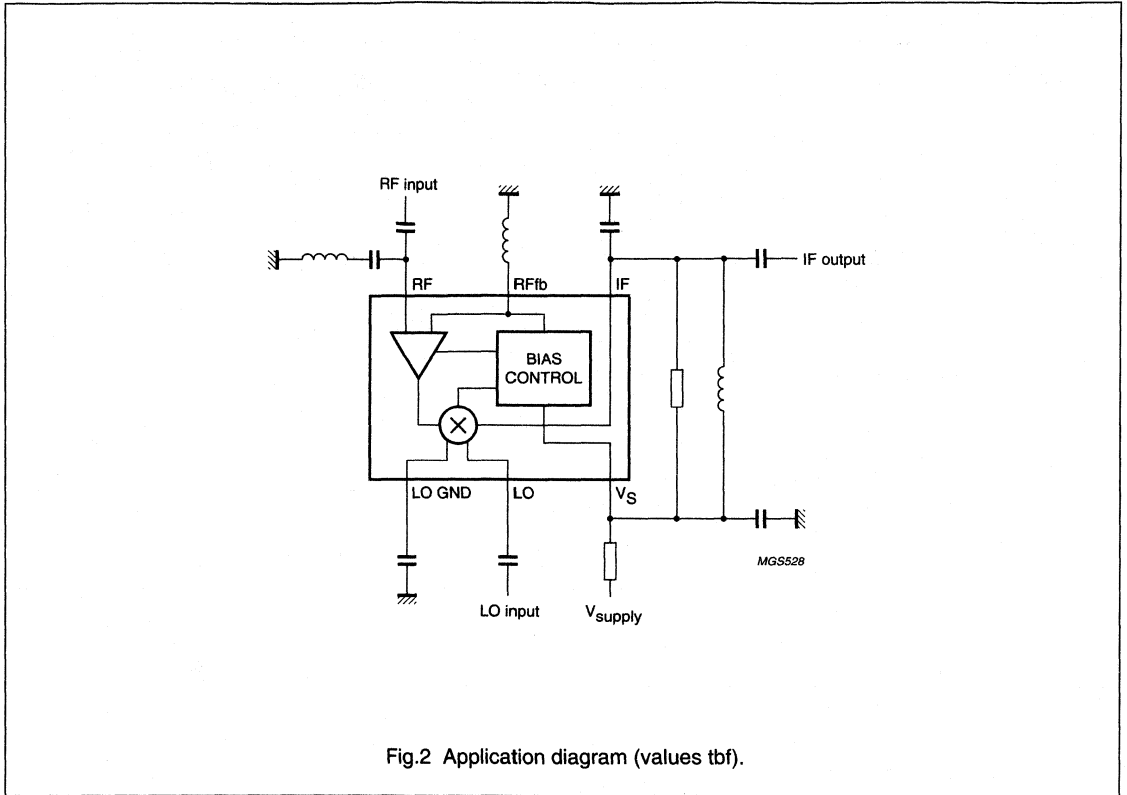 RF input
IF output
RF
RFfb
IF
BIAS
CONTROL
LO GND
LO
VS
MGS528
LO input
Vsupply
Fig.2 Application diagram (values tbf).